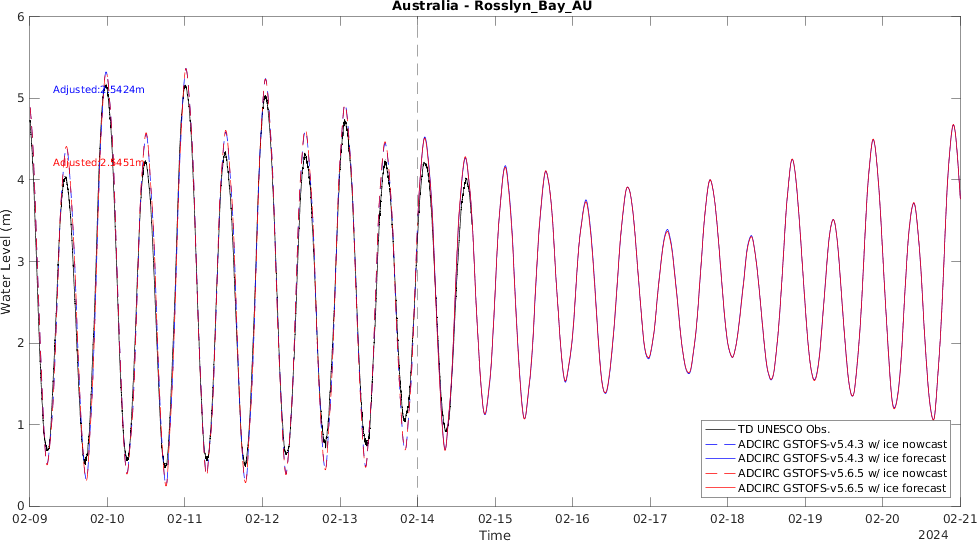 Australia - Rosslyn_Bay_AU
6
5
4
3
2
1
0
Water Level (m)
Adjusted:2.5424m
Adjusted:2.5451m
TD UNESCO Obs.
ADCIRC GSTOFS-v5.4.3 w/ ice nowcast
ADCIRC GSTOFS-v5.4.3 w/ ice forecast
ADCIRC GSTOFS-v5.6.5 w/ ice nowcast
ADCIRC GSTOFS-v5.6.5 w/ ice forecast
02-09 02-10 02-11 02-12 02-13 02-14 02-15 02-16 02-17 02-18 02-19 02-20 02-21
Time
2024